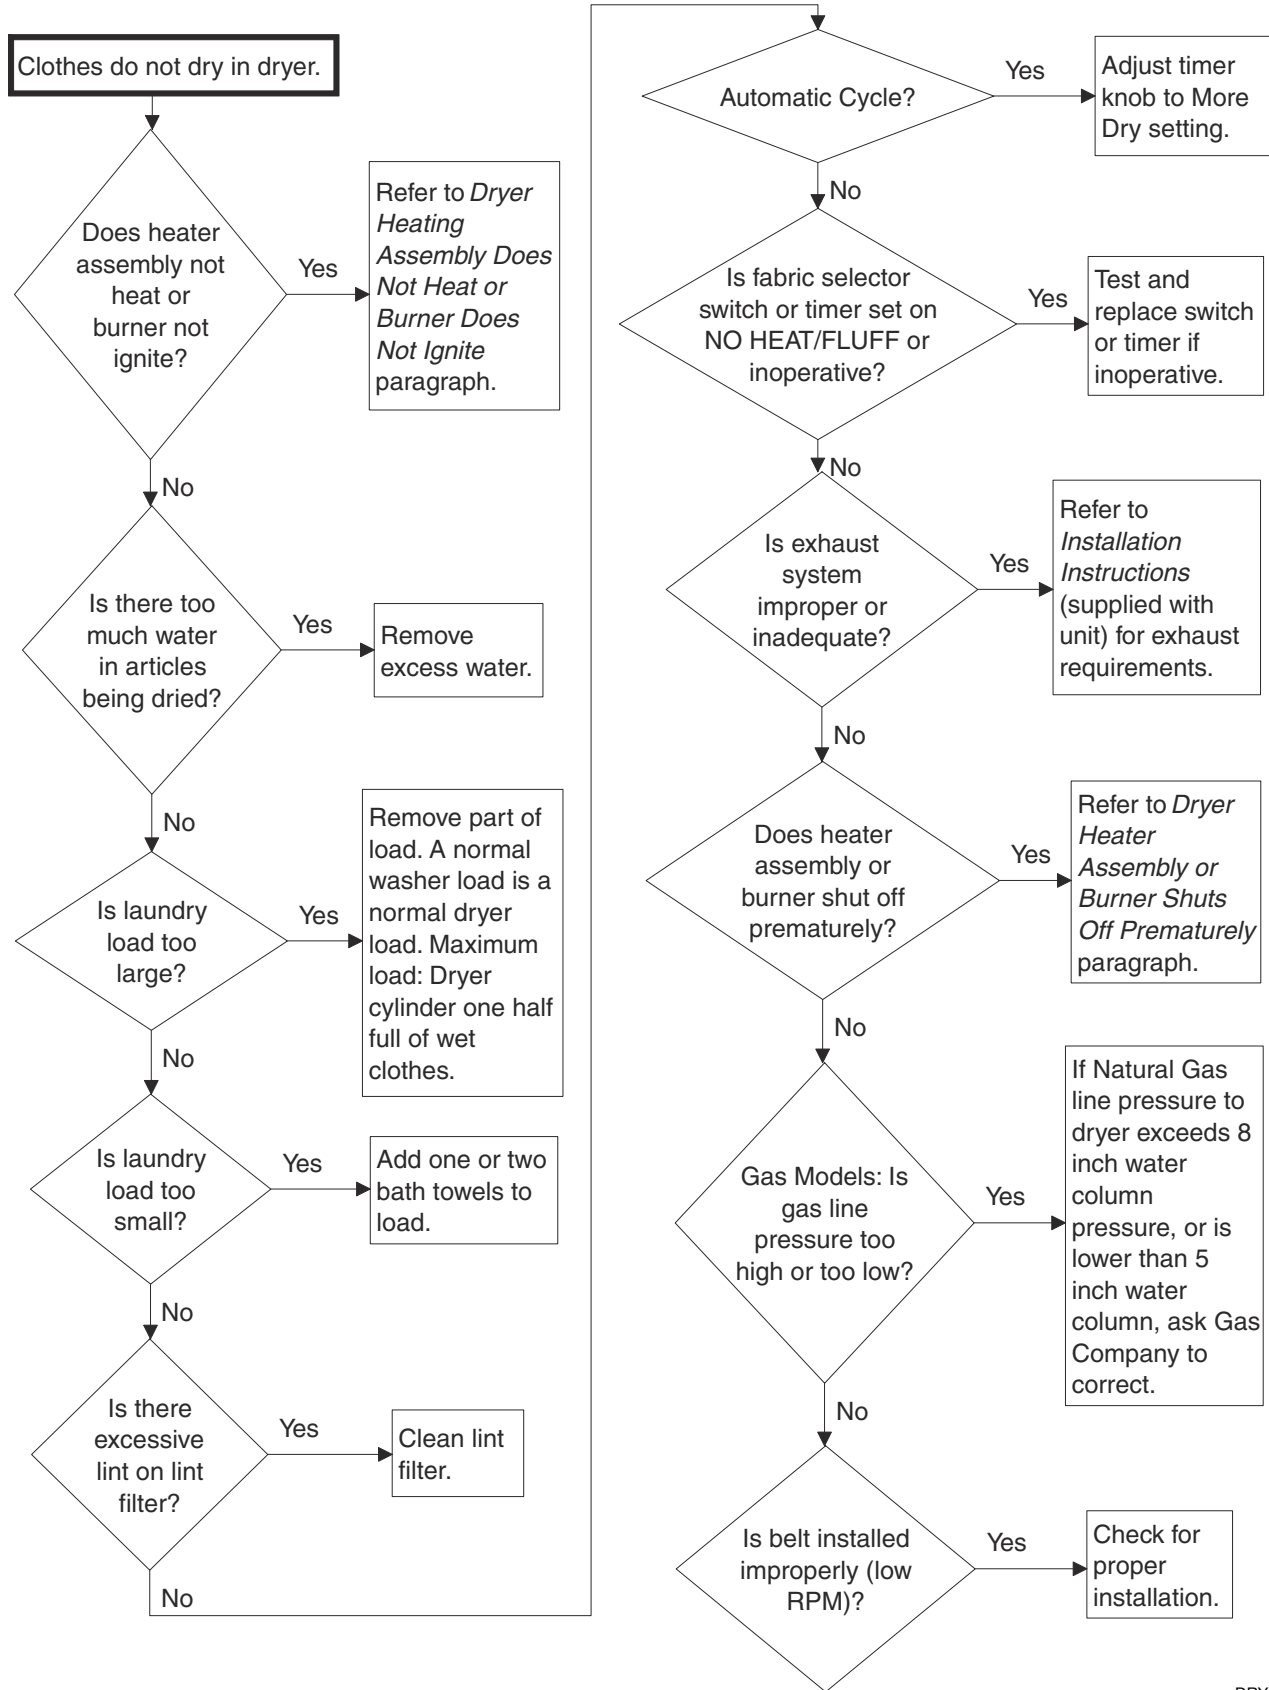 Clothes do not dry in dryer.
Does heater
assembly not
heat or
burner not
ignite?
Yes
Refer to Dryer
Heating
Assembly Does
Not Heat or
Burner Does
Not Ignite
paragraph.
No
Is there too
much water
in articles
being dried?
Yes
Remove
excess water.
No
Is laundry
load too
large?
Yes
Remove part of
load. A normal
washer load is a
normal dryer
load. Maximum
load: Dryer
cylinder one half
full of wet
clothes.
No
Is laundry
load too
small?
Yes
Add one or two
bath towels to
load.
No
Is there
excessive
lint on lint
filter?
Yes
Clean lint
filter.
No
Automatic Cycle?
Yes
Adjust timer
knob to More
Dry setting.
No
Is fabric selector
switch or timer set on
NO HEAT/FLUFF or
inoperative?
Yes
Test and
replace switch
or timer if
inoperative.
No
Is exhaust
system
improper or
inadequate?
Yes
Refer to
Installation
Instructions
(supplied with
unit) for exhaust
requirements.
No
Does heater
assembly or
burner shut off
prematurely?
Yes
Refer to Dryer
Heater
Assembly or
Burner Shuts
Off Prematurely
paragraph.
No
Gas Models: Is
gas line
pressure too
high or too low?
Yes
If Natural Gas
line pressure to
dryer exceeds 8
inch water
column
pressure, or is
lower than 5
inch water
column, ask Gas
Company to
correct.
No
Is belt installed
improperly (low
RPM)?
Yes
Check for
proper
installation.